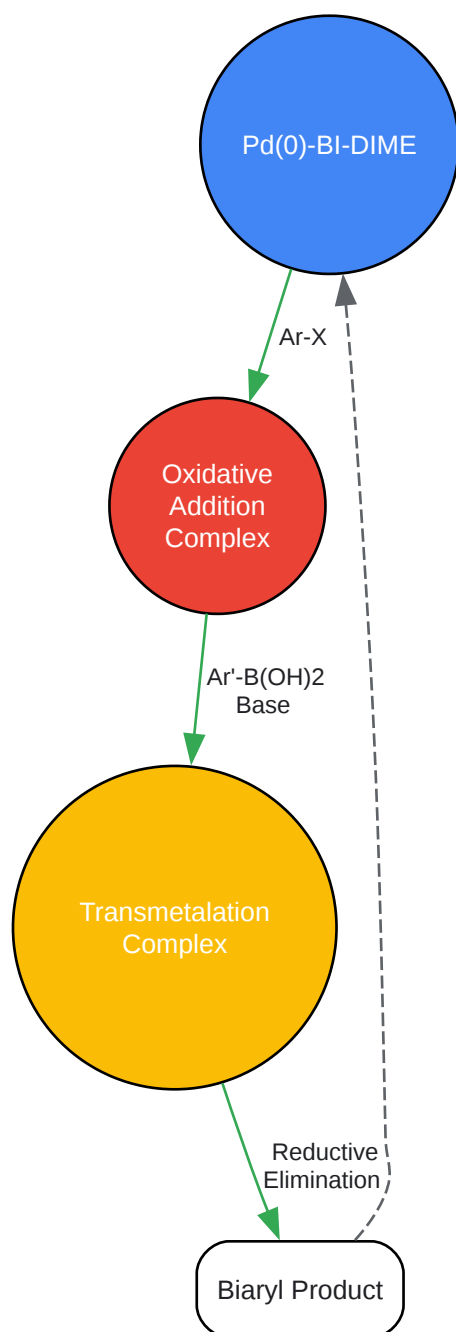 Pd(0)-BI-DIME
Ar-X
Oxidative
Addition
Complex
Ar'-B(OH)2
Base
Transmetalation
Complex
Reductive
Elimination
Biaryl Product